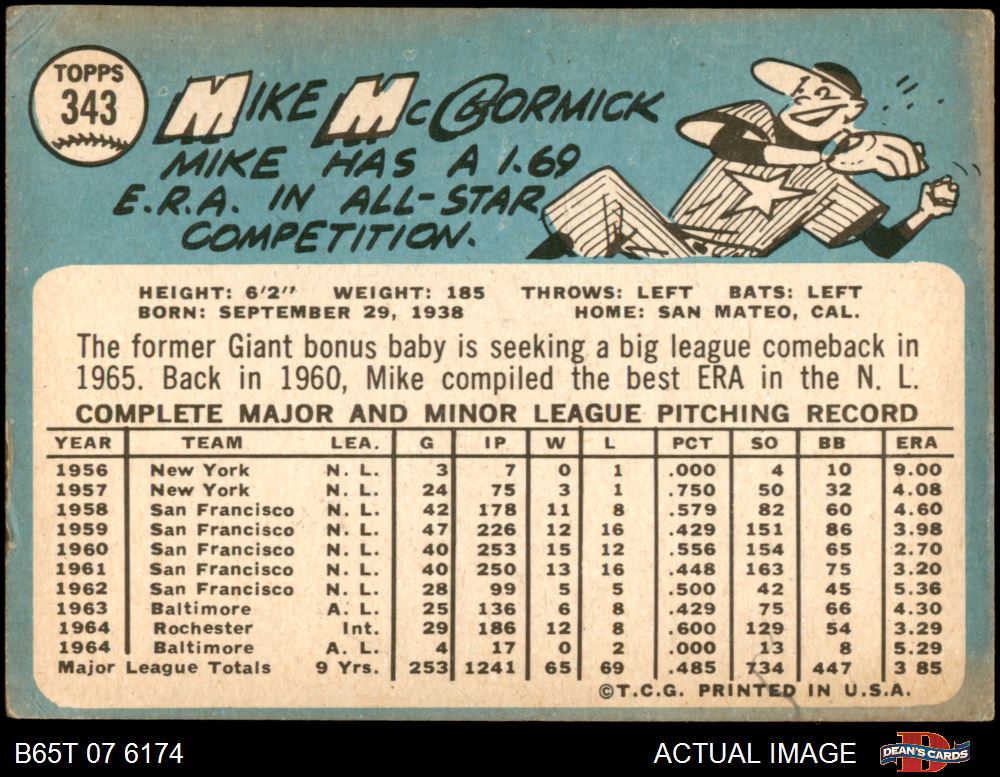 TOPPS
343
MIKE McCORMICK
MIKE HAS A 1.69
E.R.A. IN ALL-STAR
COMPETITION.
HEIGHT: 6'2" WEIGHT: 185 THROWS: LEFT BATS: LEFT
BORN: SEPTEMBER 29, 1938 HOME: SAN MATEO, CAL.
The former Giant bonus baby is seeking a big league comeback in
1965. Back in 1960, Mike compiled the best ERA in the N. L.
COMPLETE MAJOR AND MINOR LEAGUE PITCHING RECORD
YEAR TEAM LEA. G IP W L PCT SO BB ERA
1956 New York N. L. 3 7 0 1 .000 4 10 9.00
1957 New York N. L. 24 75 3 1 .750 50 32 4.08
1958 San Francisco N. L. 42 178 11 8 .579 82 60 4.60
1959 San Francisco N. L. 47 226 12 16 .429 151 86 3.98
1960 San Francisco N. L. 40 253 15 12 .556 154 65 2.70
1961 San Francisco N. L. 40 250 13 16 .448 163 75 3.20
1962 San Francisco N. L. 28 99 5 5 .500 42 45 5.36
1963 Baltimore A. L. 25 136 6 8 .429 75 66 4.30
1964 Rochester Int. 29 186 12 8 .600 129 54 3.29
1964 Baltimore A. L. 4 17 0 2 .000 13 8 5.29
Major League Totals 9 Yrs. 253 1241 65 69 .485 734 447 3 85
©T.C.G. PRINTED IN U.S.A.
B65T 07 6174 ACTUAL IMAGE DEAN'S CARDS